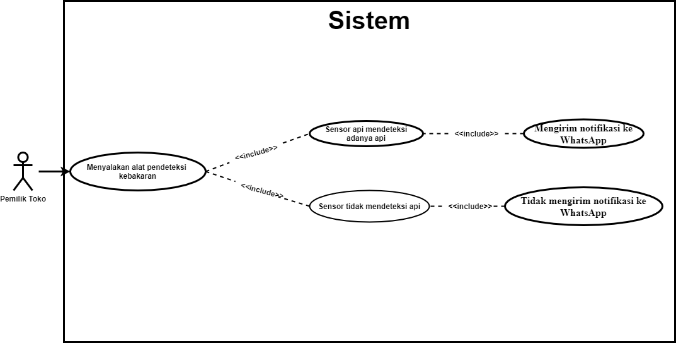 Sistem
Sensor api mendeteksi
adanya api
<<include>>
<<include>>
Mengirim notifikasi ke
WhatsApp
Menyalakan alat pendeteksi
kebakaran
Pemilik Toko
<<include>>
Sensor tidak mendeteksi api
<<include>>
Tidak mengirim notifikasi ke
WhatsApp